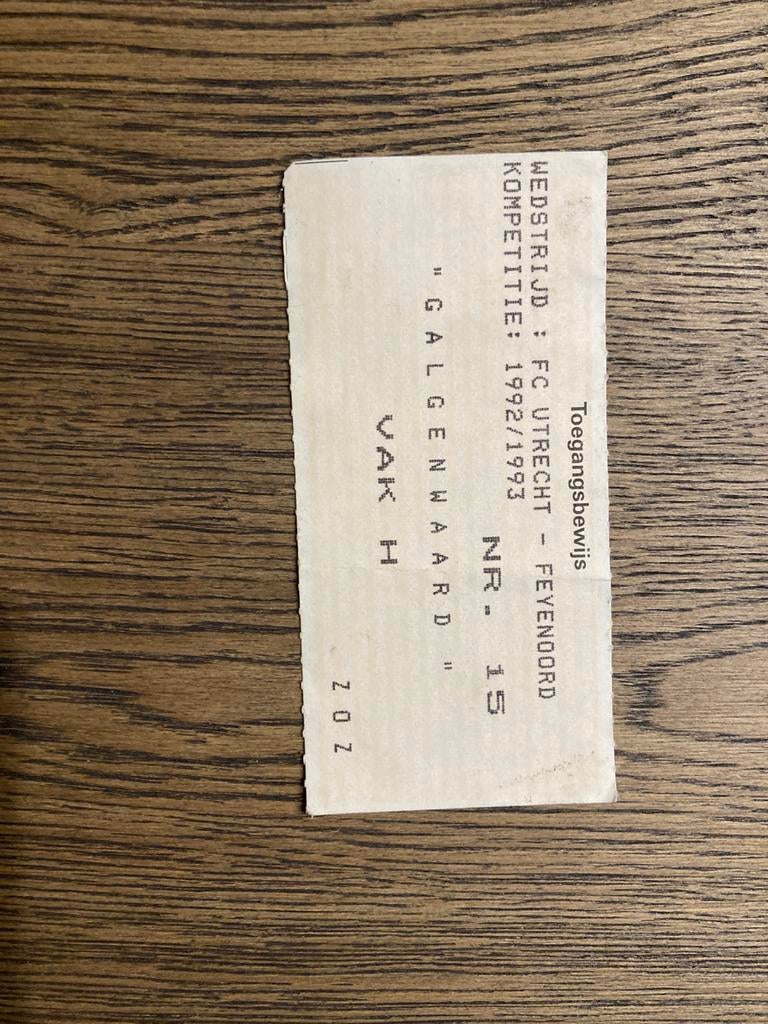 Toegangsbewijs
WEDSTRIJD : FC UTRECHT - FEYENOORD
KOMPETITIE: 1992/1993
NR. 15
" G A L G E N W A A R D "
VAK H
Z O Z